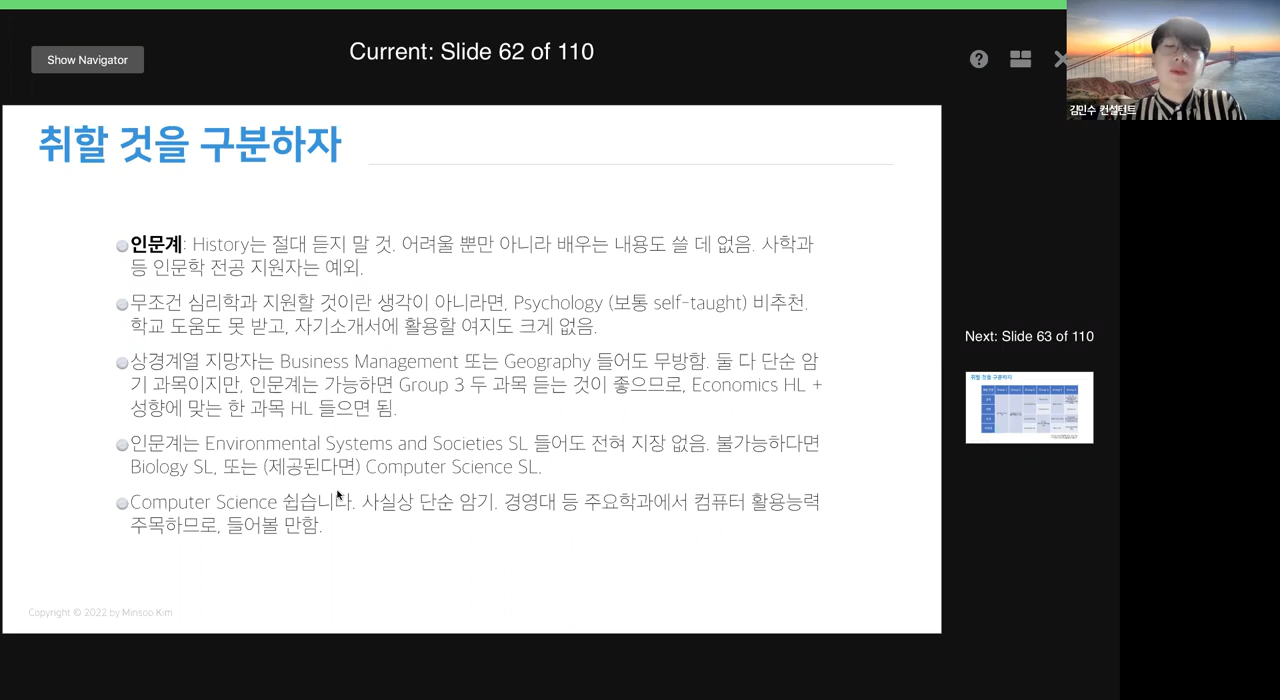 Show Navigator
Current: Slide 62 of 110
김민수 컨설턴트
취할 것을 구분하자
인문계: History는 절대 듣지 말 것. 어려울 뿐만 아니라 배우는 내용도 쓸 데 없음. 사학과
등 인문학 전공 지원자는 예외.
무조건 심리학과 지원할 것이란 생각이 아니라면, Psychology (보통 self-taught) 비추천.
학교 도움도 못 받고, 자기소개서에 활용할 여지도 크게 없음.
상경계열 지망자는 Business Management 또는 Geography 들어도 무방함. 둘 다 단순 암
기 과목이지만, 인문계는 가능하면 Group 3 두 과목 듣는 것이 좋으므로, Economics HL +
성향에 맞는 한 과목 HL 들으면 됨.
인문계는 Environmental Systems and Societies SL 들어도 전혀 지장 없음. 불가능하다면
Biology SL, 또는 (제공된다면) Computer Science SL.
Computer Science 쉽습니다. 사실상 단순 암기. 경영대 등 주요학과에서 컴퓨터 활용능력
주목하므로, 들어볼 만함.
Copyright © 2022 by Minsoo Kim
Next: Slide 63 of 110
취할 것을 구분하자